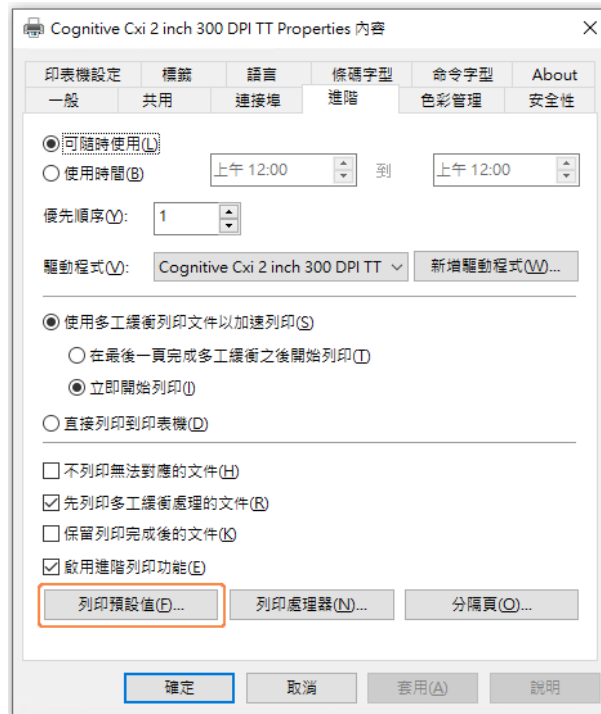 Cognitive Cxi 2 inch 300 DPI TT Properties 內容
印表機設定 標籤 語言 條碼字型 命令字型 About
一般 共用 連接埠 進階 色彩管理 安全性
可隨時使用(L)
使用時間(B) 上午 12:00 到 上午 12:00
優先順序(Y): 1
驅動程式(V): Cognitive Cxi 2 inch 300 DPI TT 新增驅動程式(W)...
使用多工緩衝列印文件以加速列印(S)
在最後一頁完成多工緩衝之後開始列印(T)
立即開始列印(I)
直接列印到印表機(D)
不列印無法對應的文件(H)
先列印多工緩衝處理的文件(R)
保留列印完成後的文件(K)
啟用進階列印功能(E)
列印預設值(F)... 列印處理器(N)... 分隔頁(O)...
確定 取消 套用(A) 說明